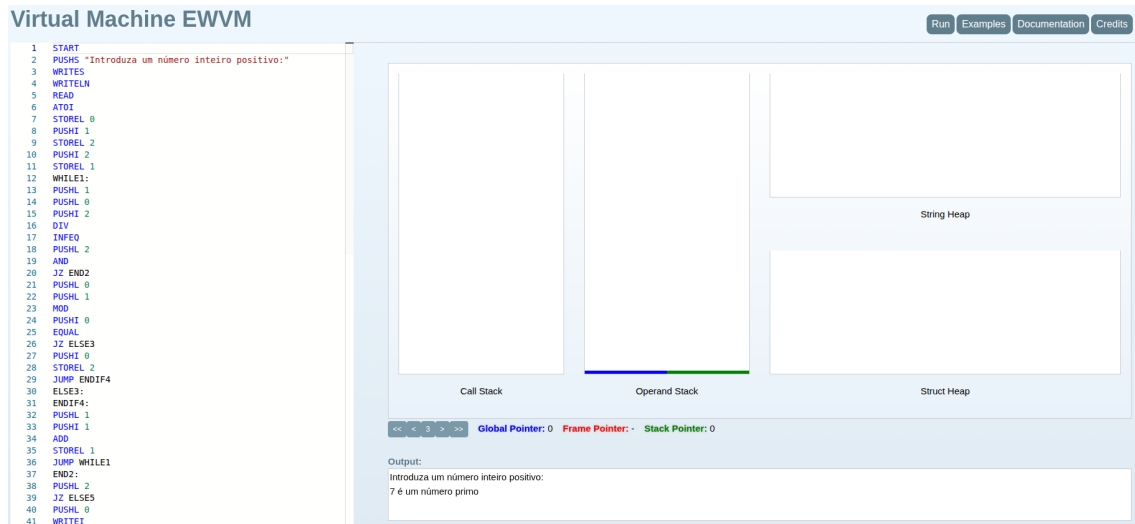 Virtual Machine EWVM
Run Examples Documentation Credits
1 START
2 PUSHS "Introduza um número inteiro positivo:"
3 WRITES
4 WRITELN
5 READ
6 ATOI
7 STOREL 0
8 PUSHI 1
9 STOREL 2
10 PUSHI 2
11 STOREL 1
12 WHILE1:
13 PUSHL 1
14 PUSHL 0
15 PUSHI 2
16 DIV
17 INFEQ
18 PUSHL 2
19 AND
20 JZ END2
21 PUSHL 0
22 PUSHL 1
23 MOD
24 PUSHI 0
25 EQUAL
26 JZ ELSE3
27 PUSHI 0
28 STOREL 2
29 JUMP ENDIF4
30 ELSE3:
31 ENDIF4:
32 PUSHL 1
33 PUSHI 1
34 ADD
35 STOREL 1
36 JUMP WHILE1
37 END2:
38 PUSHL 2
39 JZ ELSE5
40 PUSHL 0
41 WRITEI
String Heap
Call Stack Operand Stack Struct Heap
<< < 3 > >> Global Pointer: 0 Frame Pointer: - Stack Pointer: 0
Output:
Introduza um número inteiro positivo:
7 é um número primo